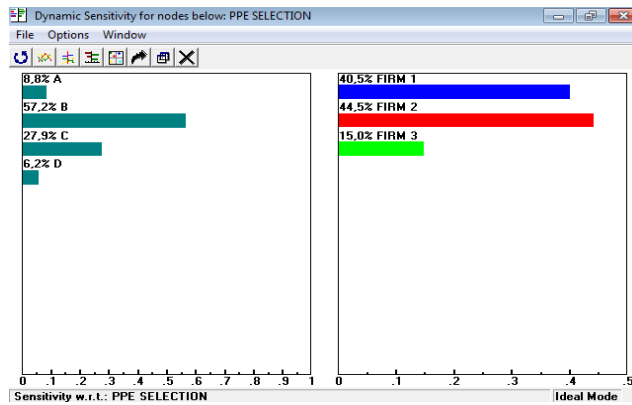 Dynamic Sensitivity for nodes below: PPE SELECTION
File Options Window
8,8% A
57,2% B
27,9% C
6,2% D
0 .1 .2 .3 .4 .5 .6 .7 .8 .9 1
40,5% FIRM 1
44,5% FIRM 2
15,0% FIRM 3
0 .1 .2 .3 .4 .5
Sensitivity w.r.t.: PPE SELECTION
Ideal Mode